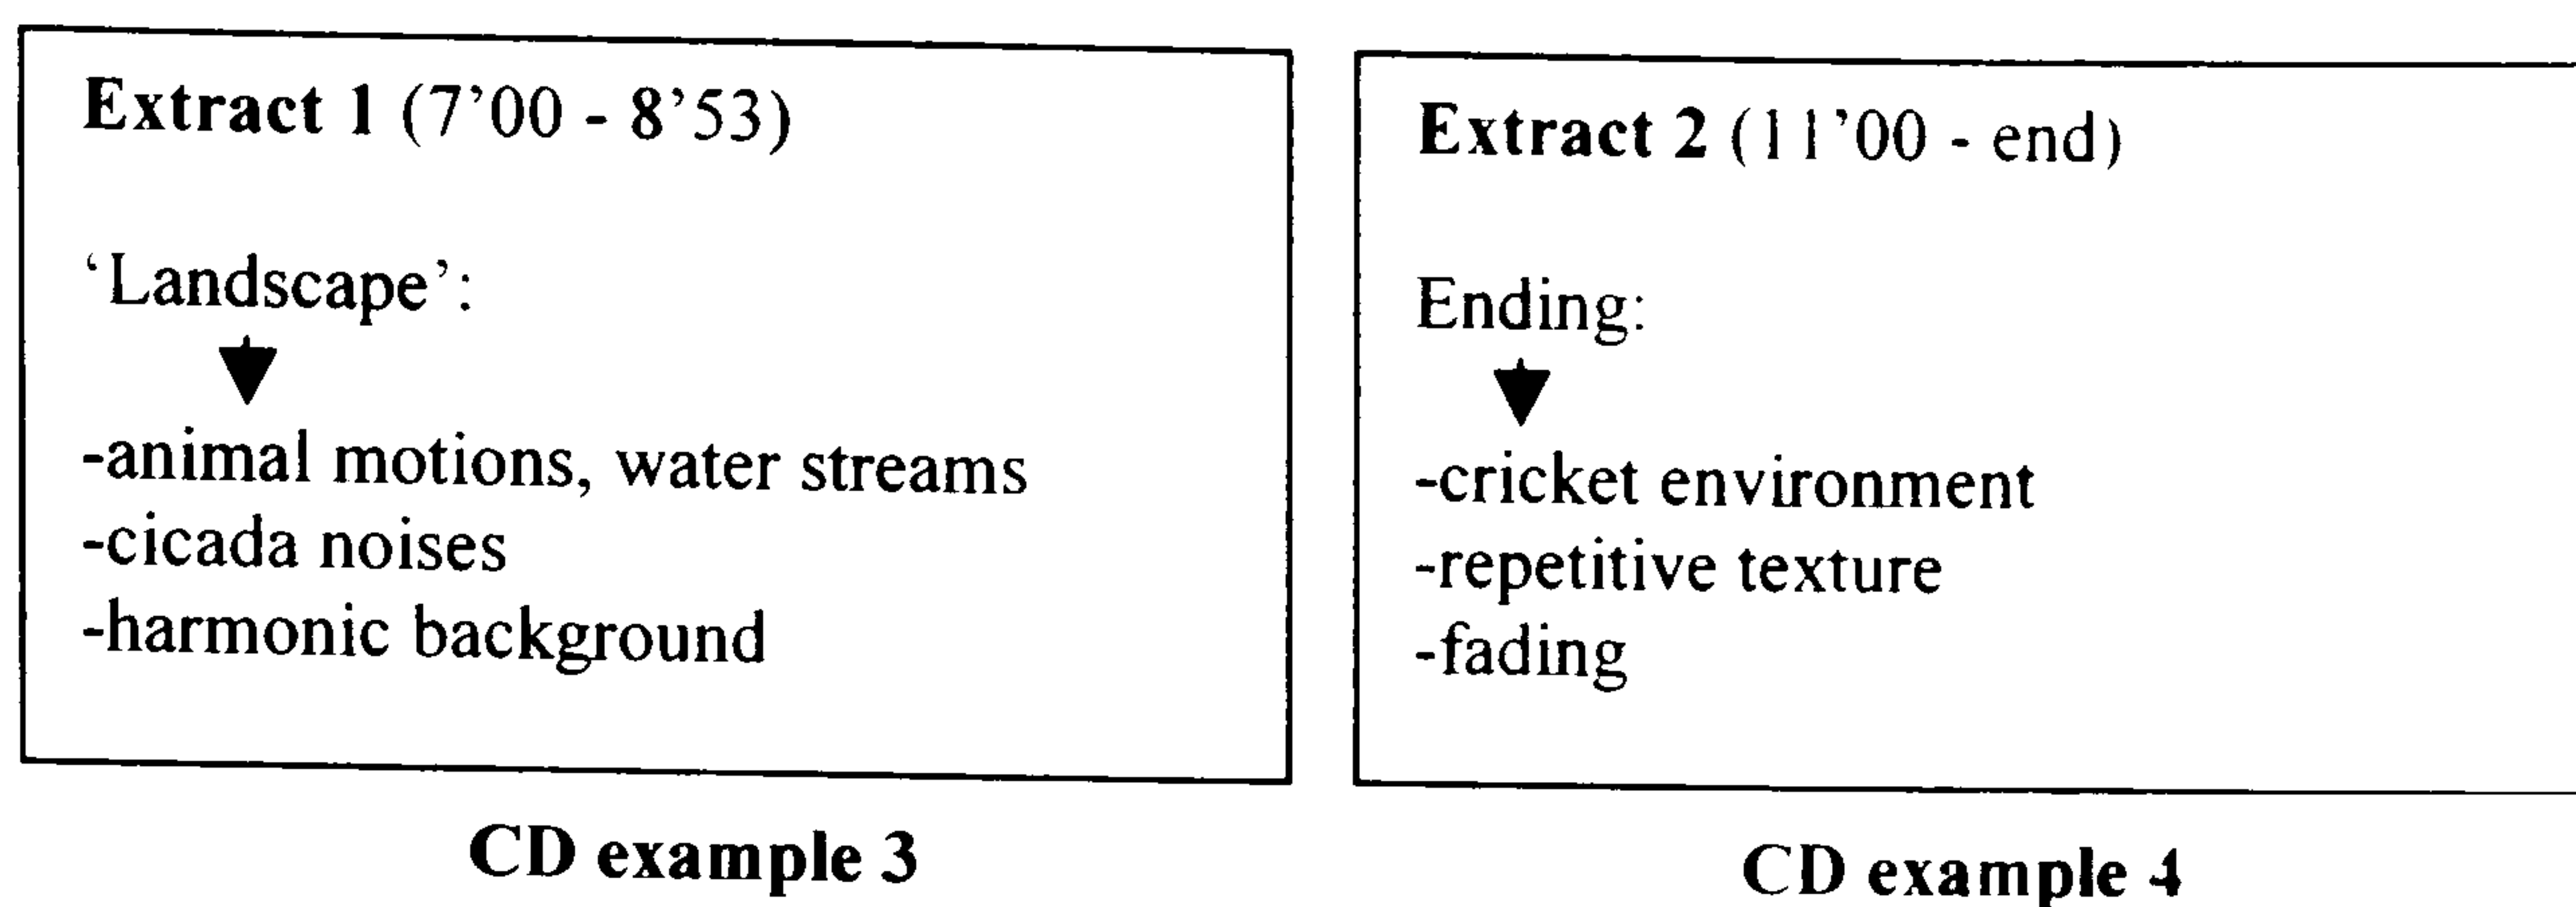 Extract 1 (7’00 - 8’53)
‘Landscape’:
-animal motions, water streams
-cicada noises
-harmonic background
CD example 3
Extract 2 (11’00 - end)
Ending:
-cricket environment
-repetitive texture
-fading
CD example 4